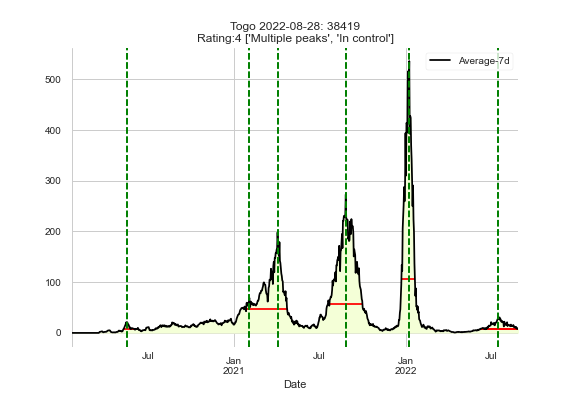 Togo 2022-08-28: 38419
Rating:4 ['Multiple peaks', 'In control']
Average-7d
500
400
300
200
100
0
Jul
Jan
2021
Jul
Jan
2022
Jul
Date